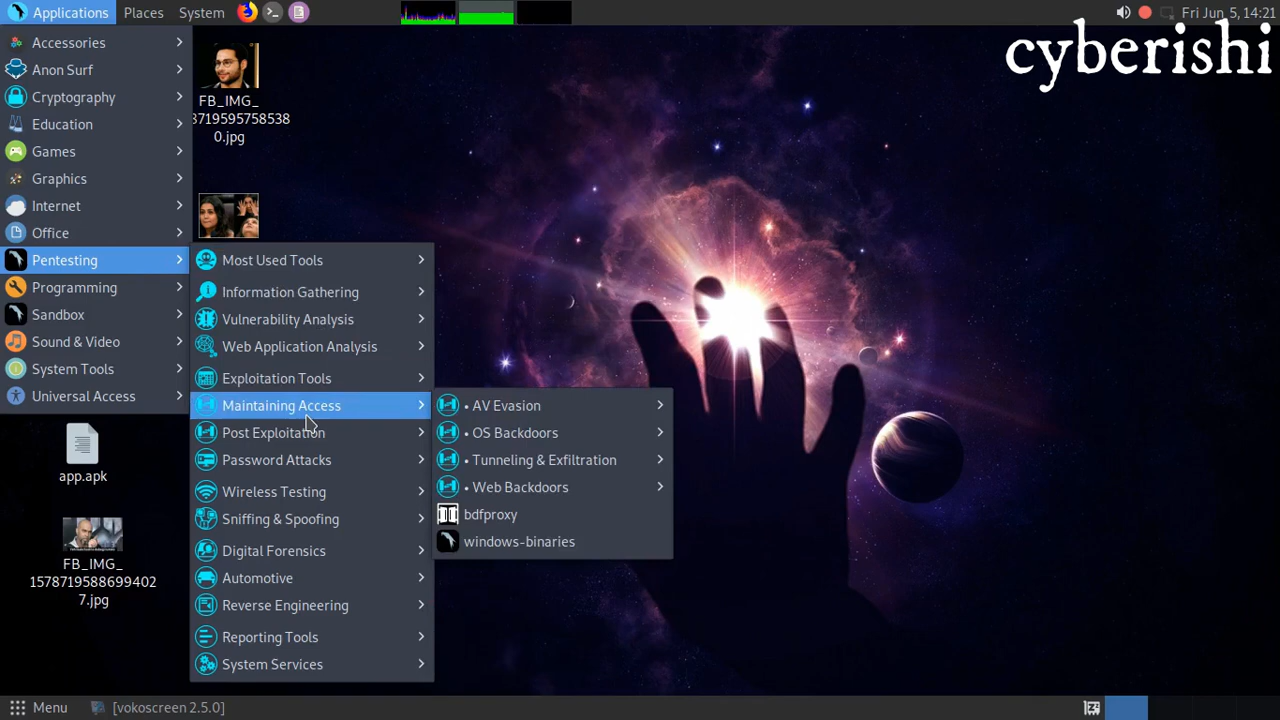 Applications Places System Fri Jun 5, 14:21
cyberishi
Accessories
Anon Surf
Cryptography
Education
Games
Graphics
Internet
Office
Pentesting
Programming
Sandbox
Sound & Video
System Tools
Universal Access
FB_IMG_
8719595758538
0.jpg
Most Used Tools
Information Gathering
Vulnerability Analysis
Web Application Analysis
Exploitation Tools
Maintaining Access
Post Exploitation
Password Attacks
Wireless Testing
Sniffing & Spoofing
Digital Forensics
Automotive
Reverse Engineering
Reporting Tools
System Services
• AV Evasion
• OS Backdoors
• Tunneling & Exfiltration
• Web Backdoors
bdfproxy
windows-binaries
app.apk
FB_IMG_
1578719588699402
7.jpg
Menu [vokoscreen 2.5.0]